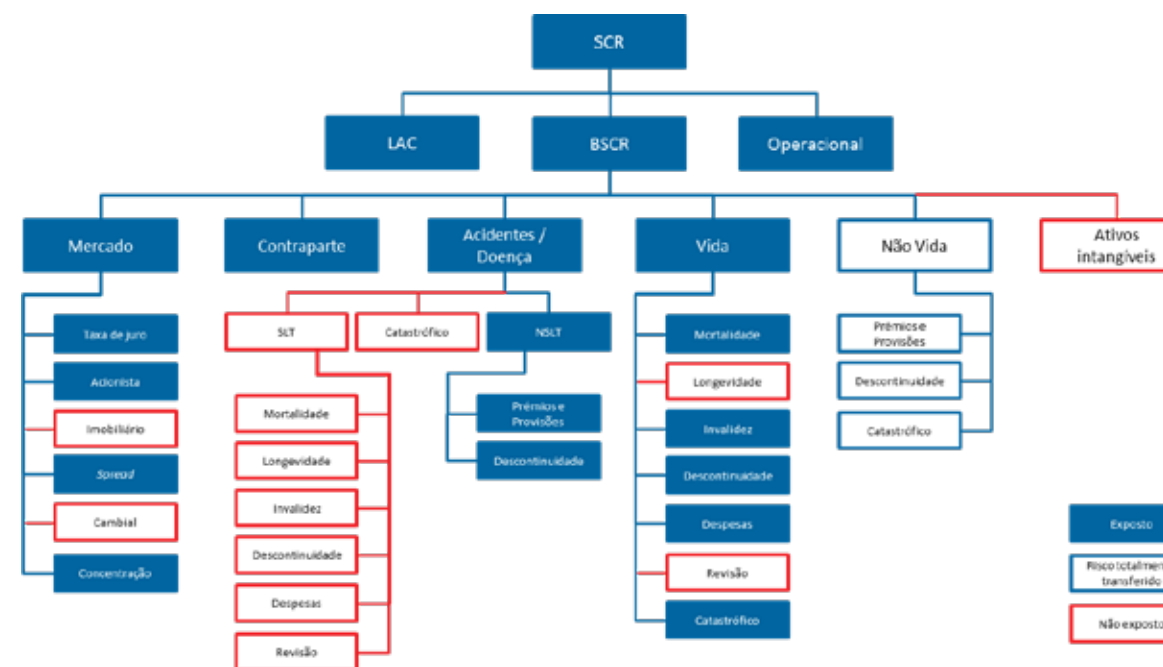 SCR
LAC
BSCR
Operacional
Mercado
Contraparte
Acidentes /
Doença
Vida
Não Vida
Ativos
intangíveis
Taxa de juro
Acionista
Imobiliário
Spread
Cambial
Concentração
SLT
Catastrófico
NSLT
Mortalidade
Longevidade
Invalidez
Descontinuidade
Despesas
Revisão
Prémios e
Provisões
Descontinuidade
Mortalidade
Longevidade
Invalidez
Descontinuidade
Despesas
Revisão
Catastrófico
Prémios e
Provisões
Descontinuidade
Catastrófico
Exposto
Risco totalmen
transferido
Não exposto